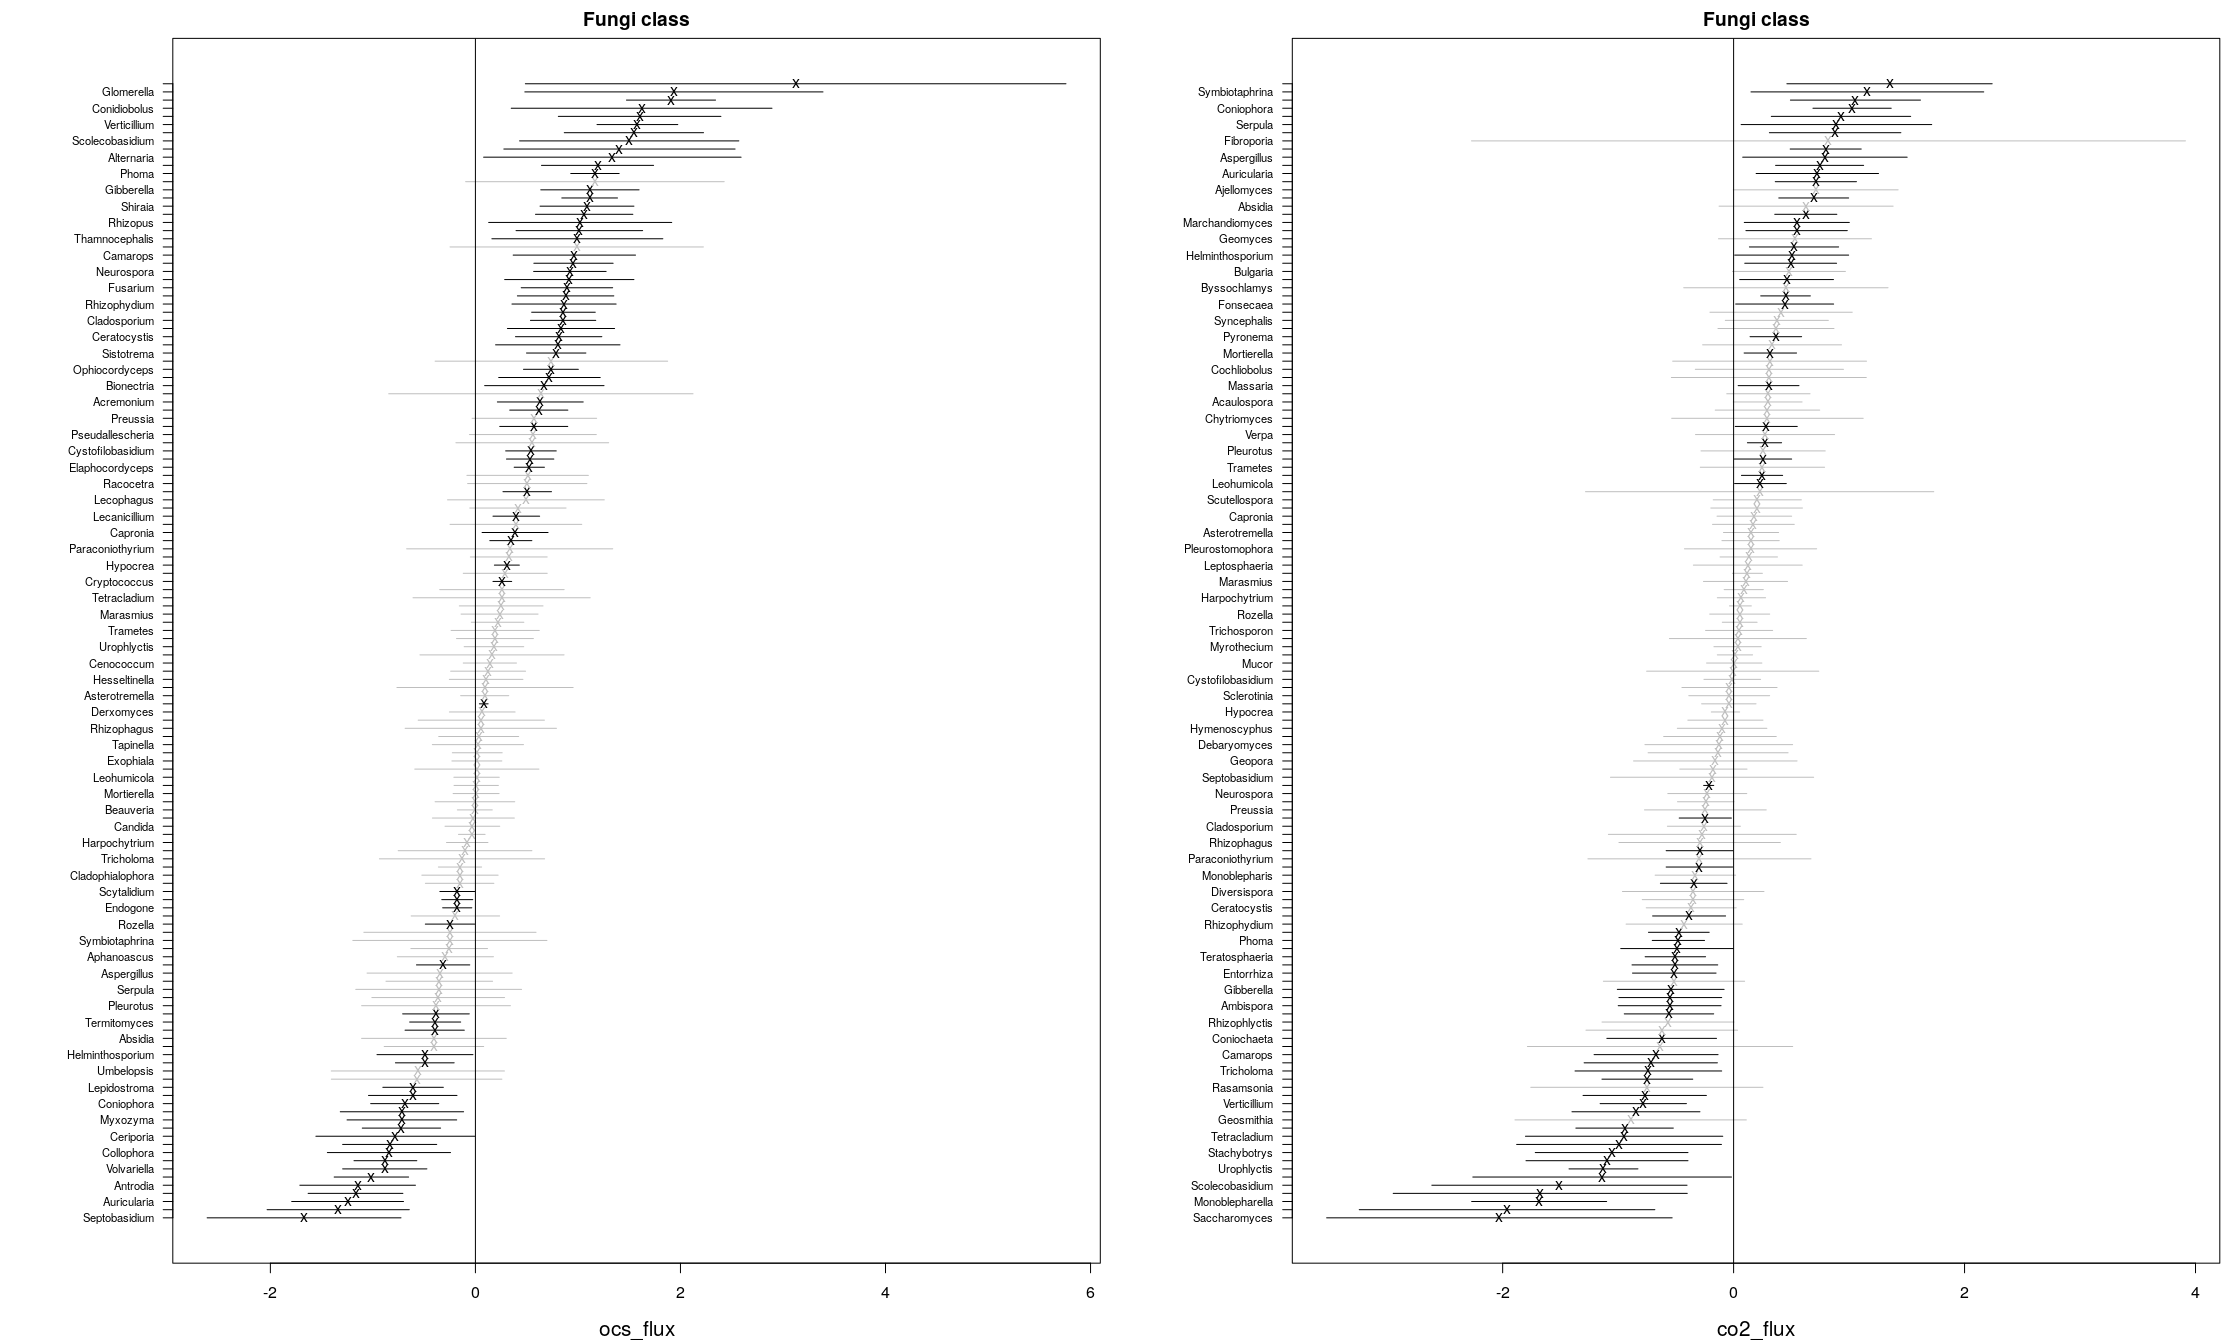 Fungi class
Glomerella
Conidiobolus
Verticillium
Scolecobasidium
Alternaria
Phoma
Gibberella
Shiraia
Rhizopus
Thamnocephalis
Camarops
Neurospora
Fusarium
Rhizophydium
Cladosporium
Ceratocystis
Sistotrema
Ophiocordyceps
Bionectria
Acremonium
Preussia
Pseudallescheria
Cystofilobasidium
Elaphocordyceps
Racocetra
Lecophagus
Lecanicillium
Capronia
Paraconiothyrium
Hypocrea
Cryptococcus
Tetracladium
Marasmius
Trametes
Urophlyctis
Cenococcum
Hesseltinella
Asterotremella
Derxomyces
Rhizophagus
Tapinella
Exophiala
Leohumicola
Mortierella
Beauveria
Candida
Harpochytrium
Tricholoma
Cladophialophora
Scytalidium
Endogone
Rozella
Symbiotaphrina
Aphanoascus
Aspergillus
Serpula
Pleurotus
Termitomyces
Absidia
Helminthosporium
Umbelopsis
Lepidostroma
Coniophora
Myxozyma
Ceriporia
Collophora
Volvariella
Antrodia
Auricularia
Septobasidium
-2 0 2 4 6
ocs_flux
Fungi class
Symbiotaphrina
Coniophora
Serpula
Fibroporia
Aspergillus
Auricularia
Ajellomyces
Absidia
Marchandiomyces
Geomyces
Helminthosporium
Bulgaria
Byssochlamys
Fonsecaea
Syncephalis
Pyronema
Mortierella
Cochliobolus
Massaria
Acaulospora
Chytriomyces
Verpa
Pleurotus
Trametes
Leohumicola
Scutellospora
Capronia
Asterotremella
Pleurostomophora
Leptosphaeria
Marasmius
Harpochytrium
Rozella
Trichosporon
Myrothecium
Mucor
Cystofilobasidium
Sclerotinia
Hypocrea
Hymenoscyphus
Debaryomyces
Geopora
Septobasidium
Neurospora
Preussia
Cladosporium
Rhizophagus
Paraconiothyrium
Monoblepharis
Diversispora
Ceratocystis
Rhizophydium
Phoma
Teratosphaeria
Entorrhiza
Gibberella
Ambispora
Rhizophlyctis
Coniochaeta
Camarops
Tricholoma
Rasamsonia
Verticillium
Geosmithia
Tetracladium
Stachybotrys
Urophlyctis
Scolecobasidium
Monoblepharella
Saccharomyces
-2 0 2 4
co2_flux